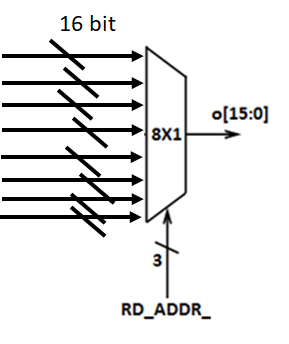 16 bit
o[15:0]
8X1
3
RD_ADDR_